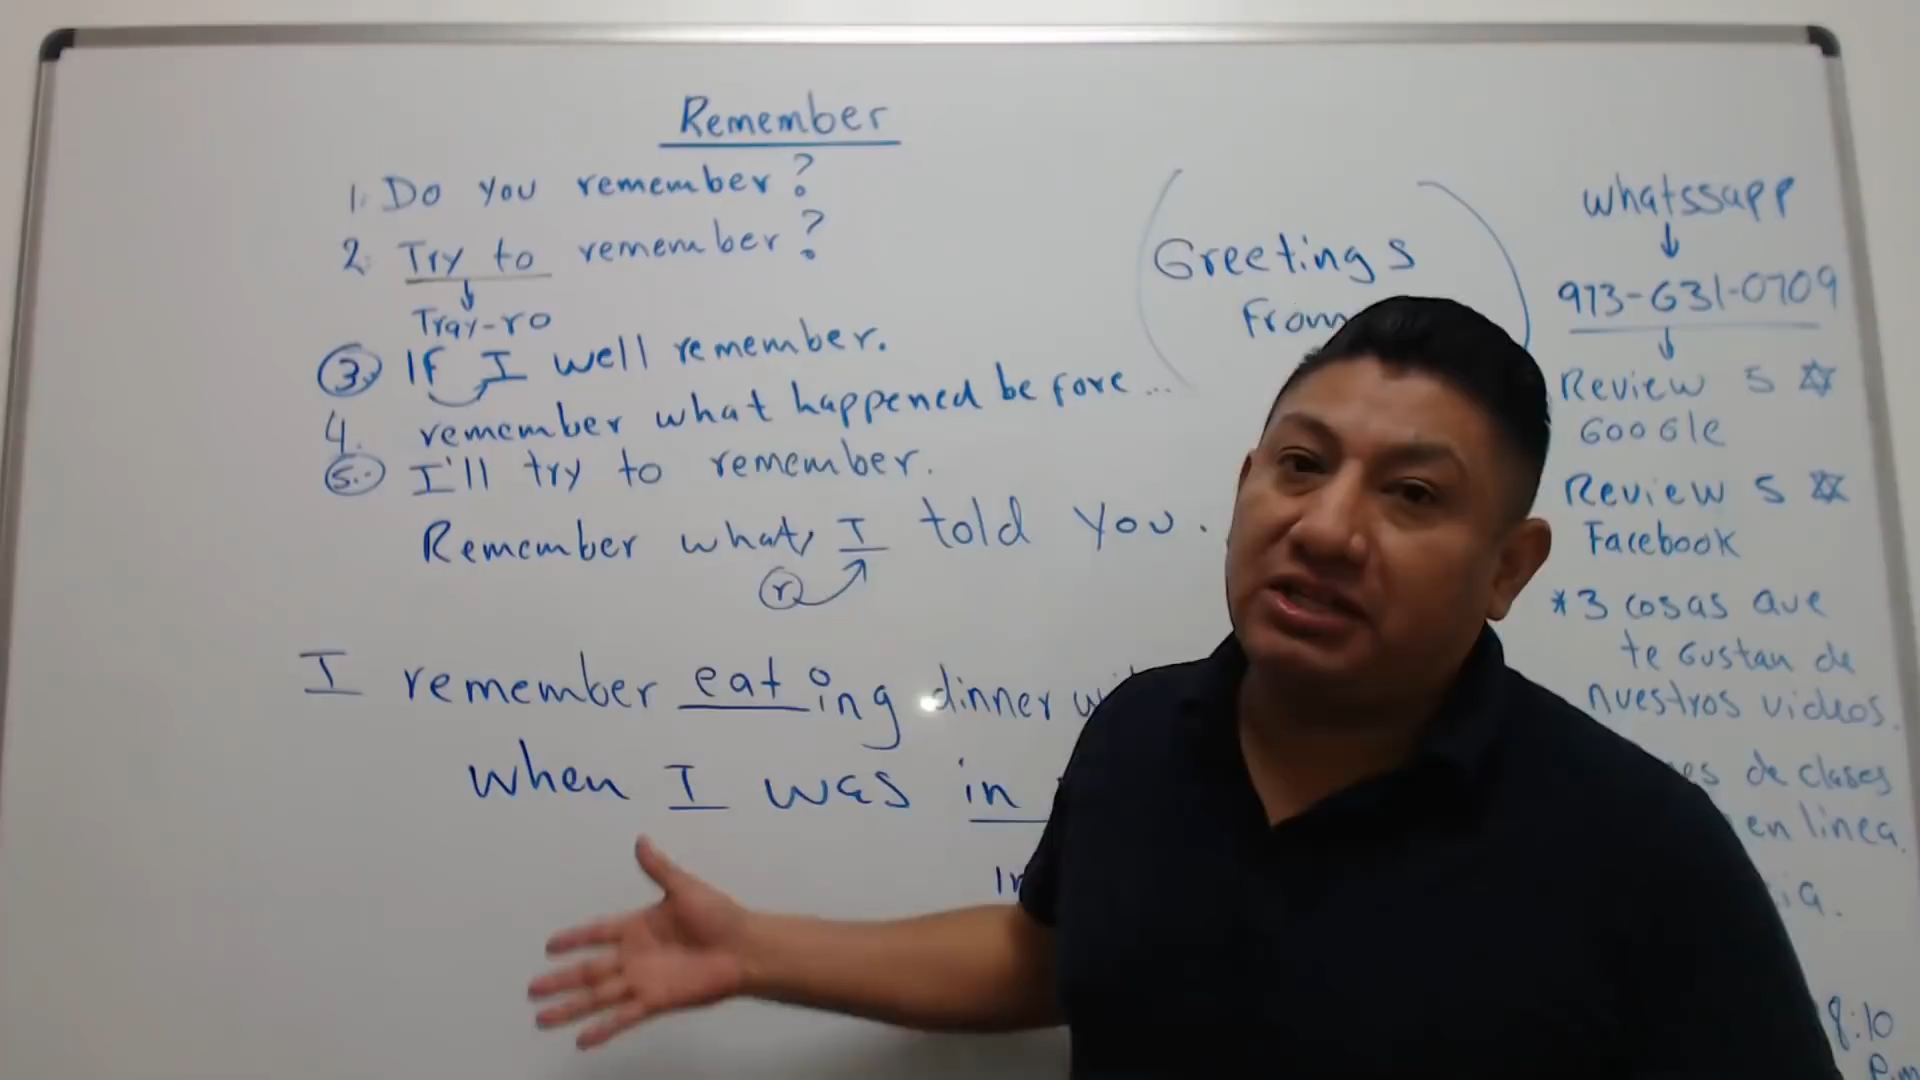 Remember
1. Do you remember?
2. Try to remember?
Tray-ro
3. If I well remember.
4. remember what happened before...
5.- I'll try to remember.
Remember what I told you.
r
I remember eating dinner
when I was in
Greetings
From
whatssapp
973-631-0709
Review 5
GOOGle
Review 5
Facebook
*3 cosas que
te Gustan de
nuestros videos.
de clases
en linea.
8:10
P.m